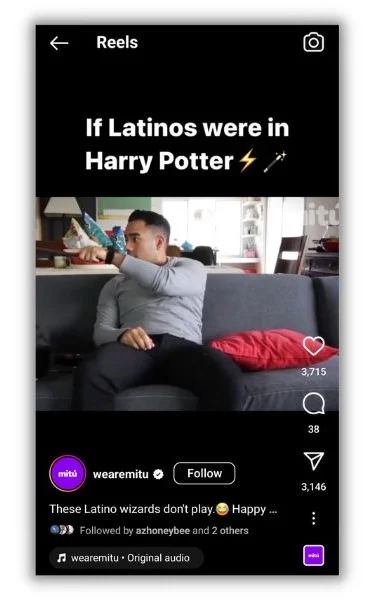 Reels
If Latinos were in
Harry Potter⚡🪄
mitú
3,715
38
3,146
mitú
wearemitu
Follow
These Latino wizards don't play.😂 Happy ...
Followed by azhoneybee and 2 others
wearemitu • Original audio
mitú